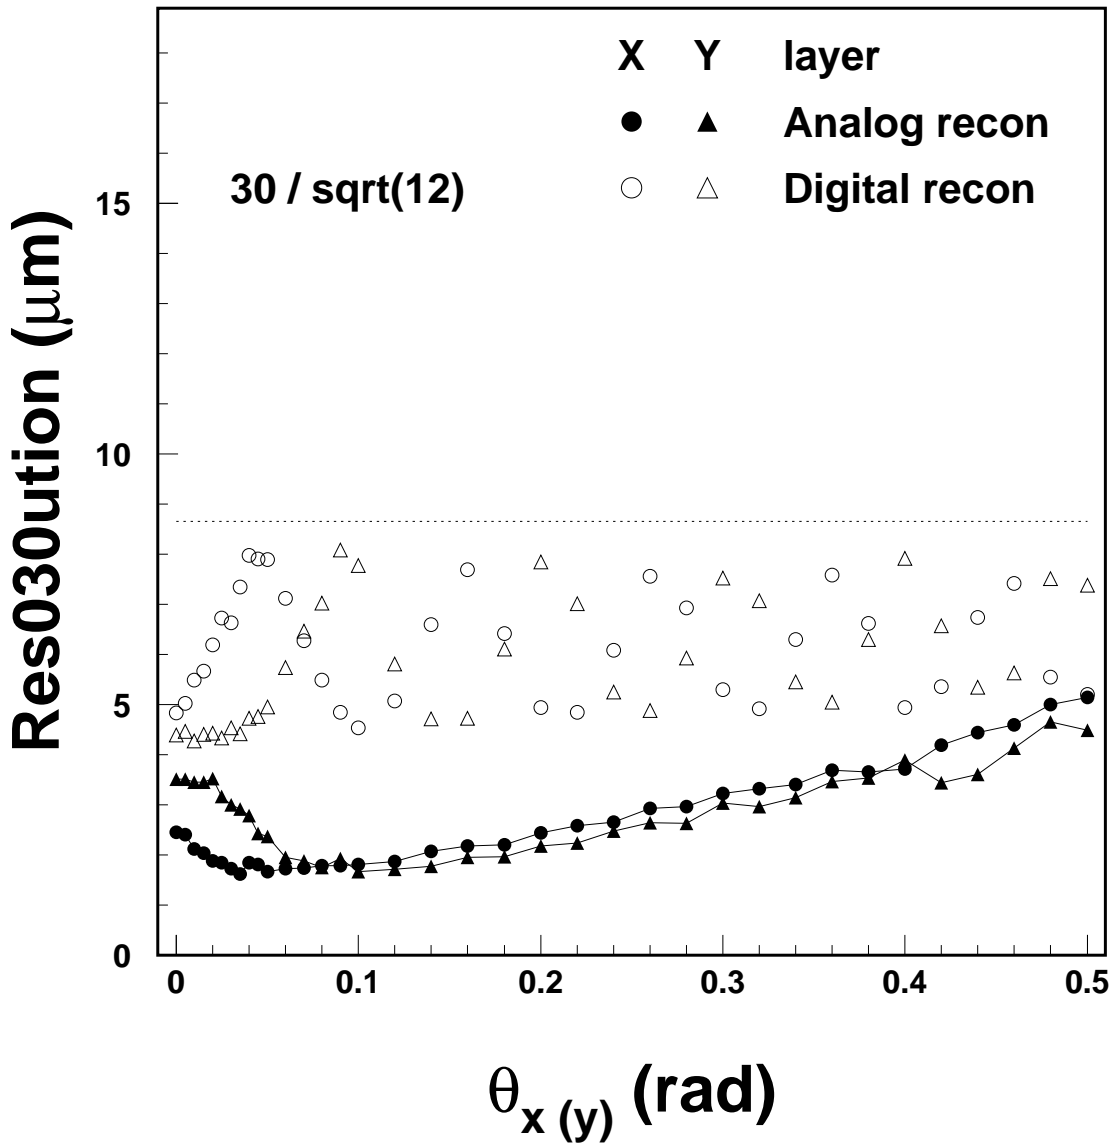 X Y layer
Analog recon
30 / sqrt(12)
Digital recon
Res030ution (μm)
15
10
5
0
0 0.1 0.2 0.3 0.4 0.5
θx (y) (rad)